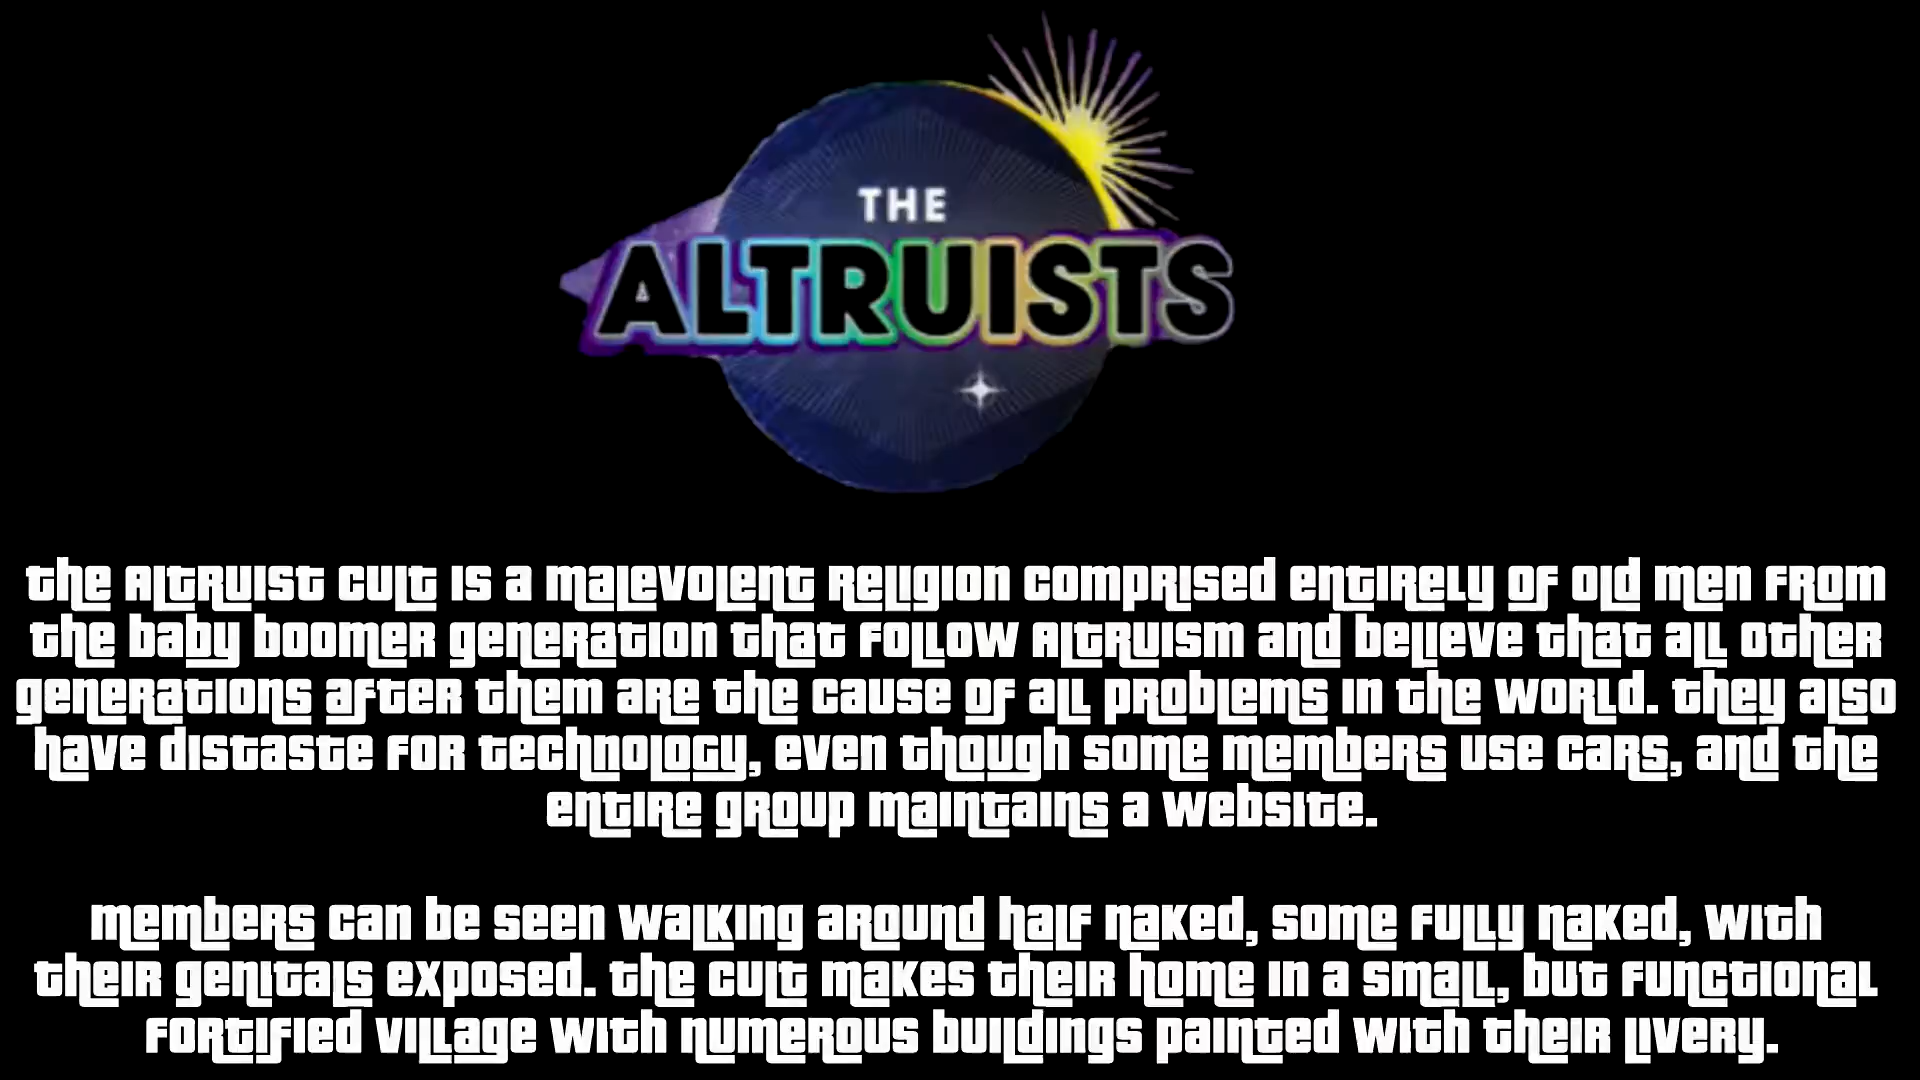 THE
ALTRUISTS
the Altruist Cult is a malevolent religion comprised entirely of old men from
the baby boomer generation that follow Altruism and believe that all other
generations after them are the cause of all problems in the world. they also
have distaste for technology, even though some members use cars, and the
entire group maintains a website.
members can be seen walking around half naked, some fully naked, with
their genitals exposed. the cult makes their home in a small, but functional
fortified village with numerous buildings painted with their livery.